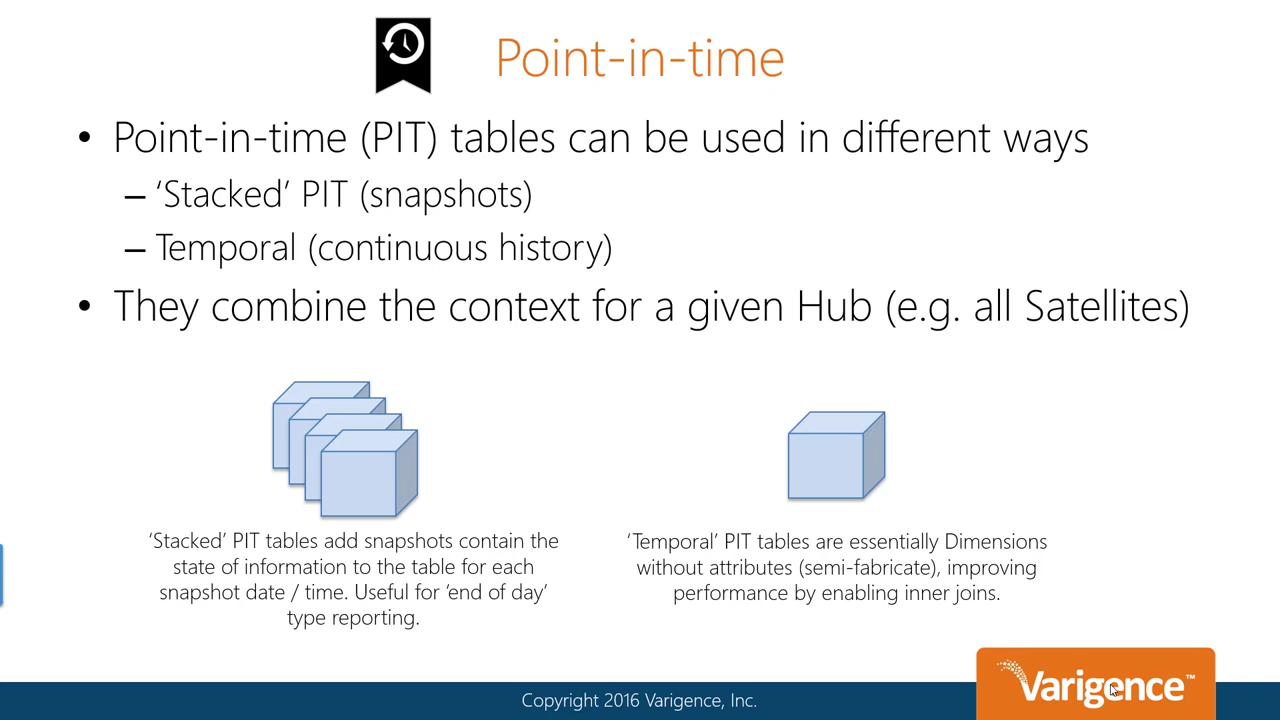 Point-in-time
• Point-in-time (PIT) tables can be used in different ways
– ‘Stacked’ PIT (snapshots)
– Temporal (continuous history)
• They combine the context for a given Hub (e.g. all Satellites)
‘Stacked’ PIT tables add snapshots contain the
state of information to the table for each
snapshot date / time. Useful for ‘end of day’
type reporting.
‘Temporal’ PIT tables are essentially Dimensions
without attributes (semi-fabricate), improving
performance by enabling inner joins.
Copyright 2016 Varigence, Inc.
Varigence™